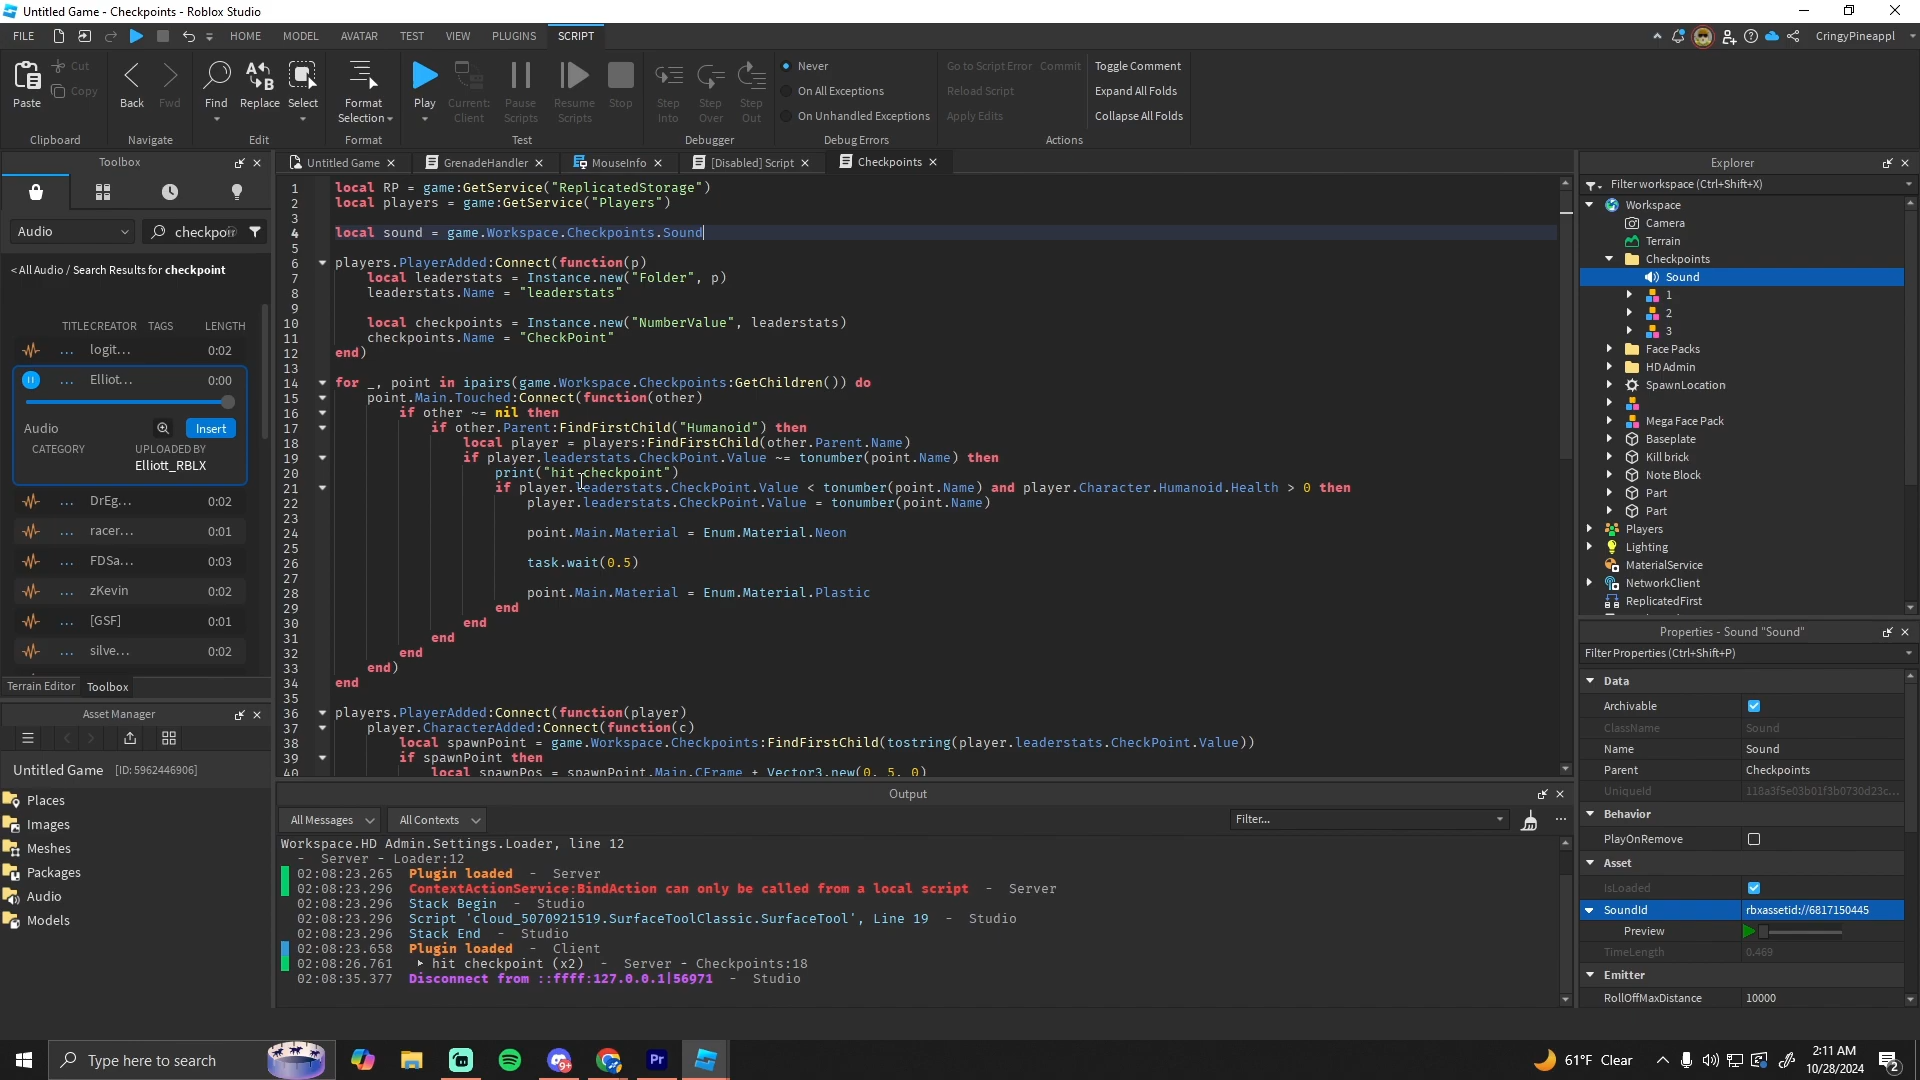 Untitled Game - Checkpoints - Roblox Studio
FILE
HOME
MODEL
AVATAR
TEST
VIEW
PLUGINS
SCRIPT
CringyPineappl
Paste
Cut
Copy
Clipboard
Back
Fwd
Navigate
Find
Replace
Select
Edit
Format
Selection
Format
Play
Current:
Client
Pause
Scripts
Resume
Scripts
Stop
Test
Step
Into
Step
Over
Step
Out
Debugger
Never
On All Exceptions
On Unhandled Exceptions
Debug Errors
Go to Script Error
Commit
Reload Script
Apply Edits
Toggle Comment
Expand All Folds
Collapse All Folds
Actions
Toolbox
Audio
checkpoin
< All Audio / Search Results for checkpoint
TITLE CREATOR TAGS LENGTH
... logit... 0:02
... Elliot... 0:00
Audio
Insert
CATEGORY
UPLOADED BY
Elliott_RBLX
... DrEg... 0:02
... racer... 0:01
... FDSa... 0:03
... zKevin 0:02
... [GSF] 0:01
... silve... 0:02
Terrain Editor
Toolbox
Asset Manager
Untitled Game [ID: 5962446906]
Places
Images
Meshes
Packages
Audio
Models
Untitled Game
GrenadeHandler
MouseInfo
[Disabled] Script
Checkpoints
1 local RP = game:GetService("ReplicatedStorage")
2 local players = game:GetService("Players")
3
4 local sound = game.Workspace.Checkpoints.Sound
5
6 players.PlayerAdded:Connect(function(p)
7 local leaderstats = Instance.new("Folder", p)
8 leaderstats.Name = "leaderstats"
9
10 local checkpoints = Instance.new("NumberValue", leaderstats)
11 checkpoints.Name = "CheckPoint"
12 end)
13
14 for _, point in ipairs(game.Workspace.Checkpoints:GetChildren()) do
15 point.Main.Touched:Connect(function(other)
16 if other ~= nil then
17 if other.Parent:FindFirstChild("Humanoid") then
18 local player = players:FindFirstChild(other.Parent.Name)
19 if player.leaderstats.CheckPoint.Value ~= tonumber(point.Name) then
20 print("hit checkpoint")
21 if player.leaderstats.CheckPoint.Value < tonumber(point.Name) and player.Character.Humanoid.Health > 0 then
22 player.leaderstats.CheckPoint.Value = tonumber(point.Name)
23
24 point.Main.Material = Enum.Material.Neon
25
26 task.wait(0.5)
27
28 point.Main.Material = Enum.Material.Plastic
29 end
30 end
31 end
32 end
33 end)
34 end
35
36 players.PlayerAdded:Connect(function(player)
37 player.CharacterAdded:Connect(function(c)
38 local spawnPoint = game.Workspace.Checkpoints:FindFirstChild(tostring(player.leaderstats.CheckPoint.Value))
39 if spawnPoint then
40 local spawnPos = spawnPoint.Main.CFrame + Vector3.new(0, 5, 0)
Output
All Messages
All Contexts
Filter...
Workspace.HD Admin.Settings.Loader, line 12
- Server - Loader:12
02:08:23.265 Plugin loaded - Server
02:08:23.296 ContextActionService:BindAction can only be called from a local script - Server
02:08:23.296 Stack Begin - Studio
02:08:23.296 Script 'cloud_5070921519.SurfaceToolClassic.SurfaceTool', Line 19 - Studio
02:08:23.296 Stack End - Studio
02:08:23.658 Plugin loaded - Client
02:08:26.761 hit checkpoint (x2) - Server - Checkpoints:18
02:08:35.377 Disconnect from ::ffff:127.0.0.1|56971 - Studio
Explorer
Filter workspace (Ctrl+Shift+X)
Workspace
Camera
Terrain
Checkpoints
Sound
1
2
3
Face Packs
HD Admin
SpawnLocation
Mega Face Pack
Baseplate
Kill brick
Note Block
Part
Part
Players
Lighting
MaterialService
NetworkClient
ReplicatedFirst
Properties - Sound "Sound"
Filter Properties (Ctrl+Shift+P)
Data
Archivable
ClassName Sound
Name Sound
Parent Checkpoints
UniqueId 118a3f5e03b01f3b0730d23c...
Behavior
PlayOnRemove
Asset
IsLoaded
SoundId rbxassetid://6817150445
Preview
TimeLength 0.469
Emitter
RollOffMaxDistance 10000
Type here to search
9+
Pr
61°F Clear
2:11 AM
10/28/2024
2